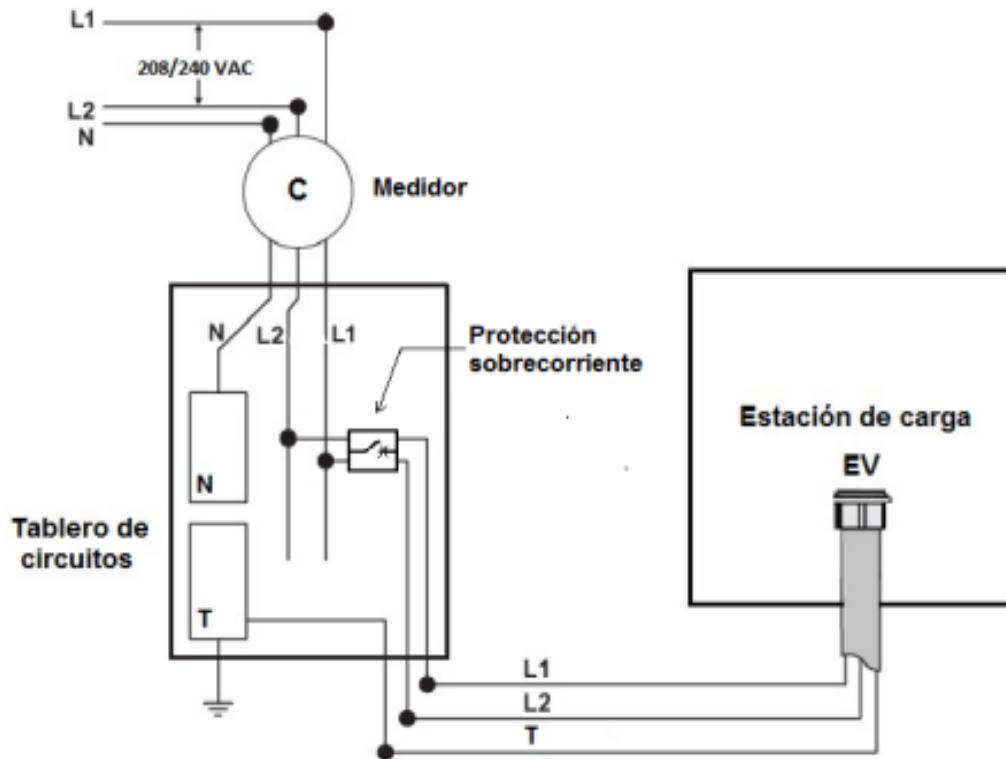 L1
208/240 VAC
L2
N
C
Medidor
N
L2
L1
Protección
sobrecorriente
Estación de carga
EV
N
Tablero de
circuitos
T
L1
L2
T